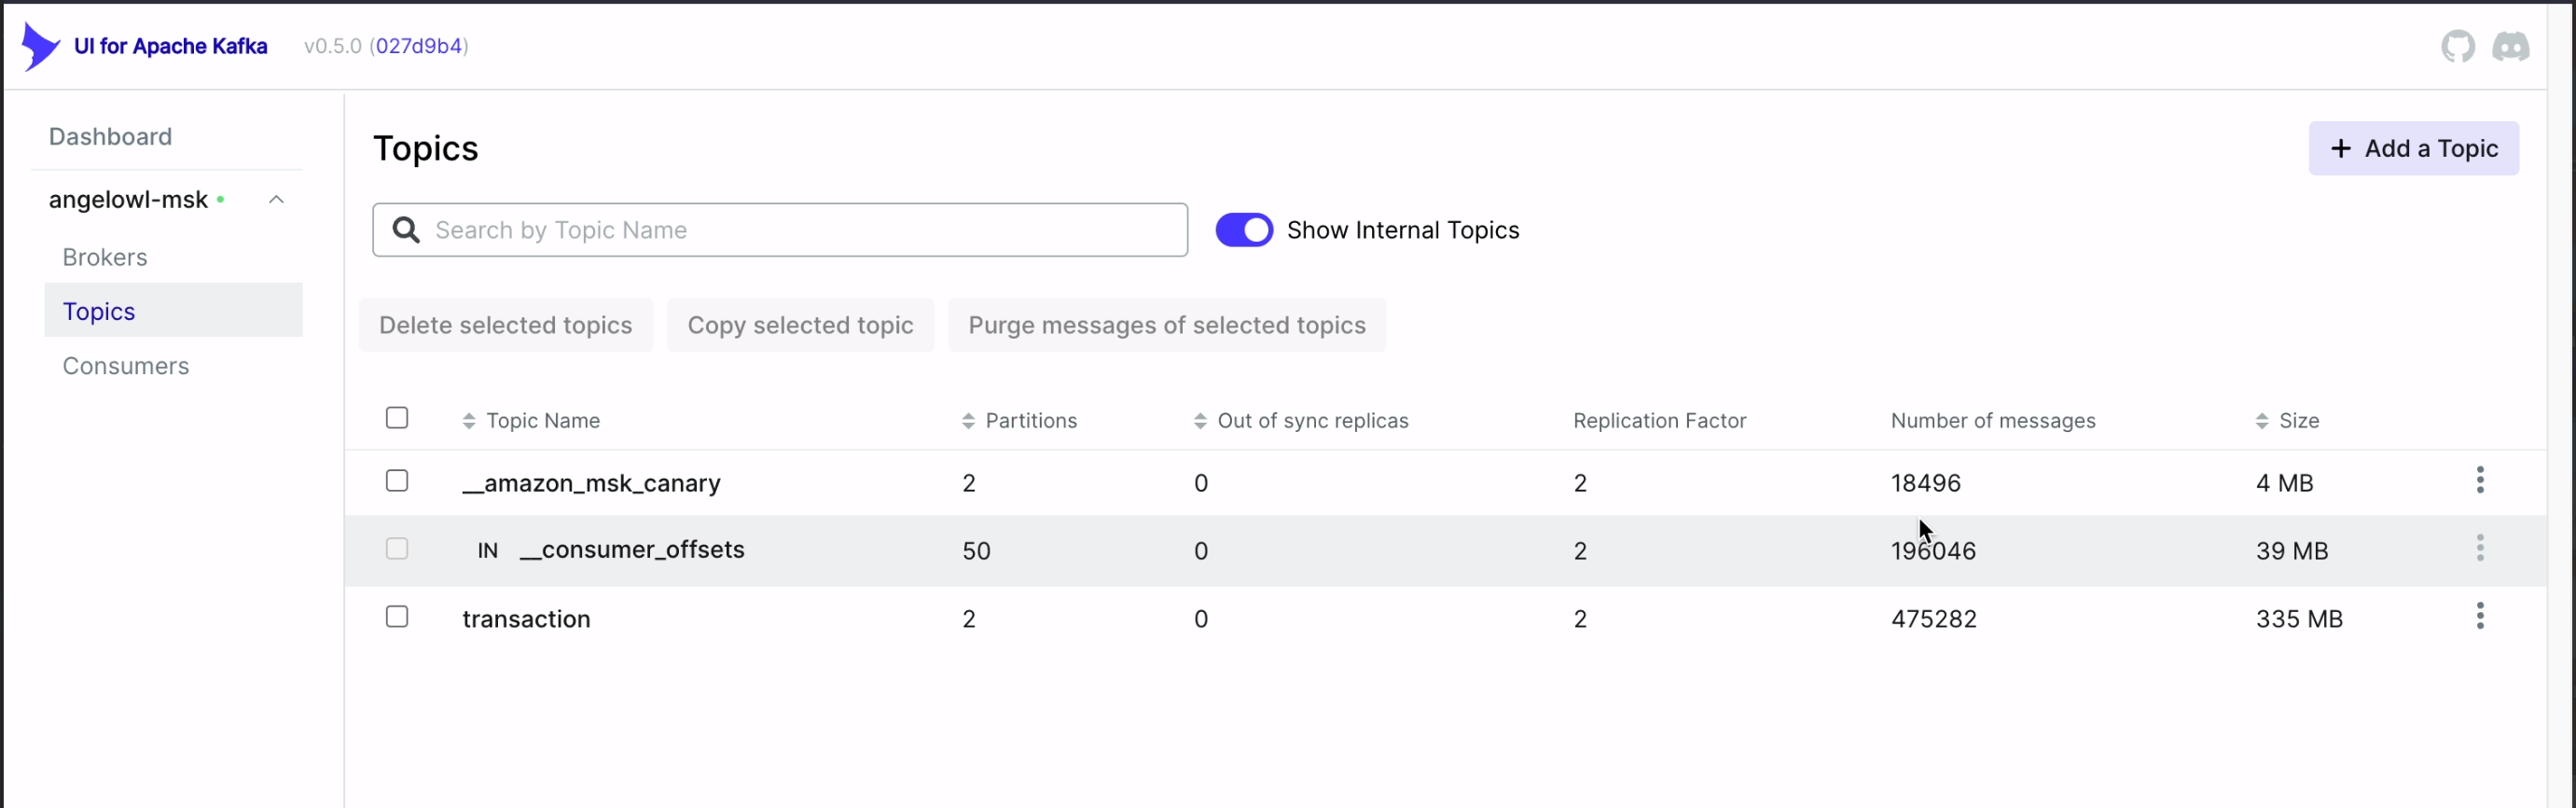 UI for Apache Kafka v0.5.0 (027d9b4)
Dashboard
angelowl-msk
Brokers
Topics
Consumers
Topics
+ Add a Topic
Search by Topic Name
Show Internal Topics
Delete selected topics Copy selected topic Purge messages of selected topics
Topic Name Partitions Out of sync replicas Replication Factor Number of messages Size
__amazon_msk_canary 2 0 2 18496 4 MB
IN __consumer_offsets 50 0 2 196046 39 MB
transaction 2 0 2 475282 335 MB